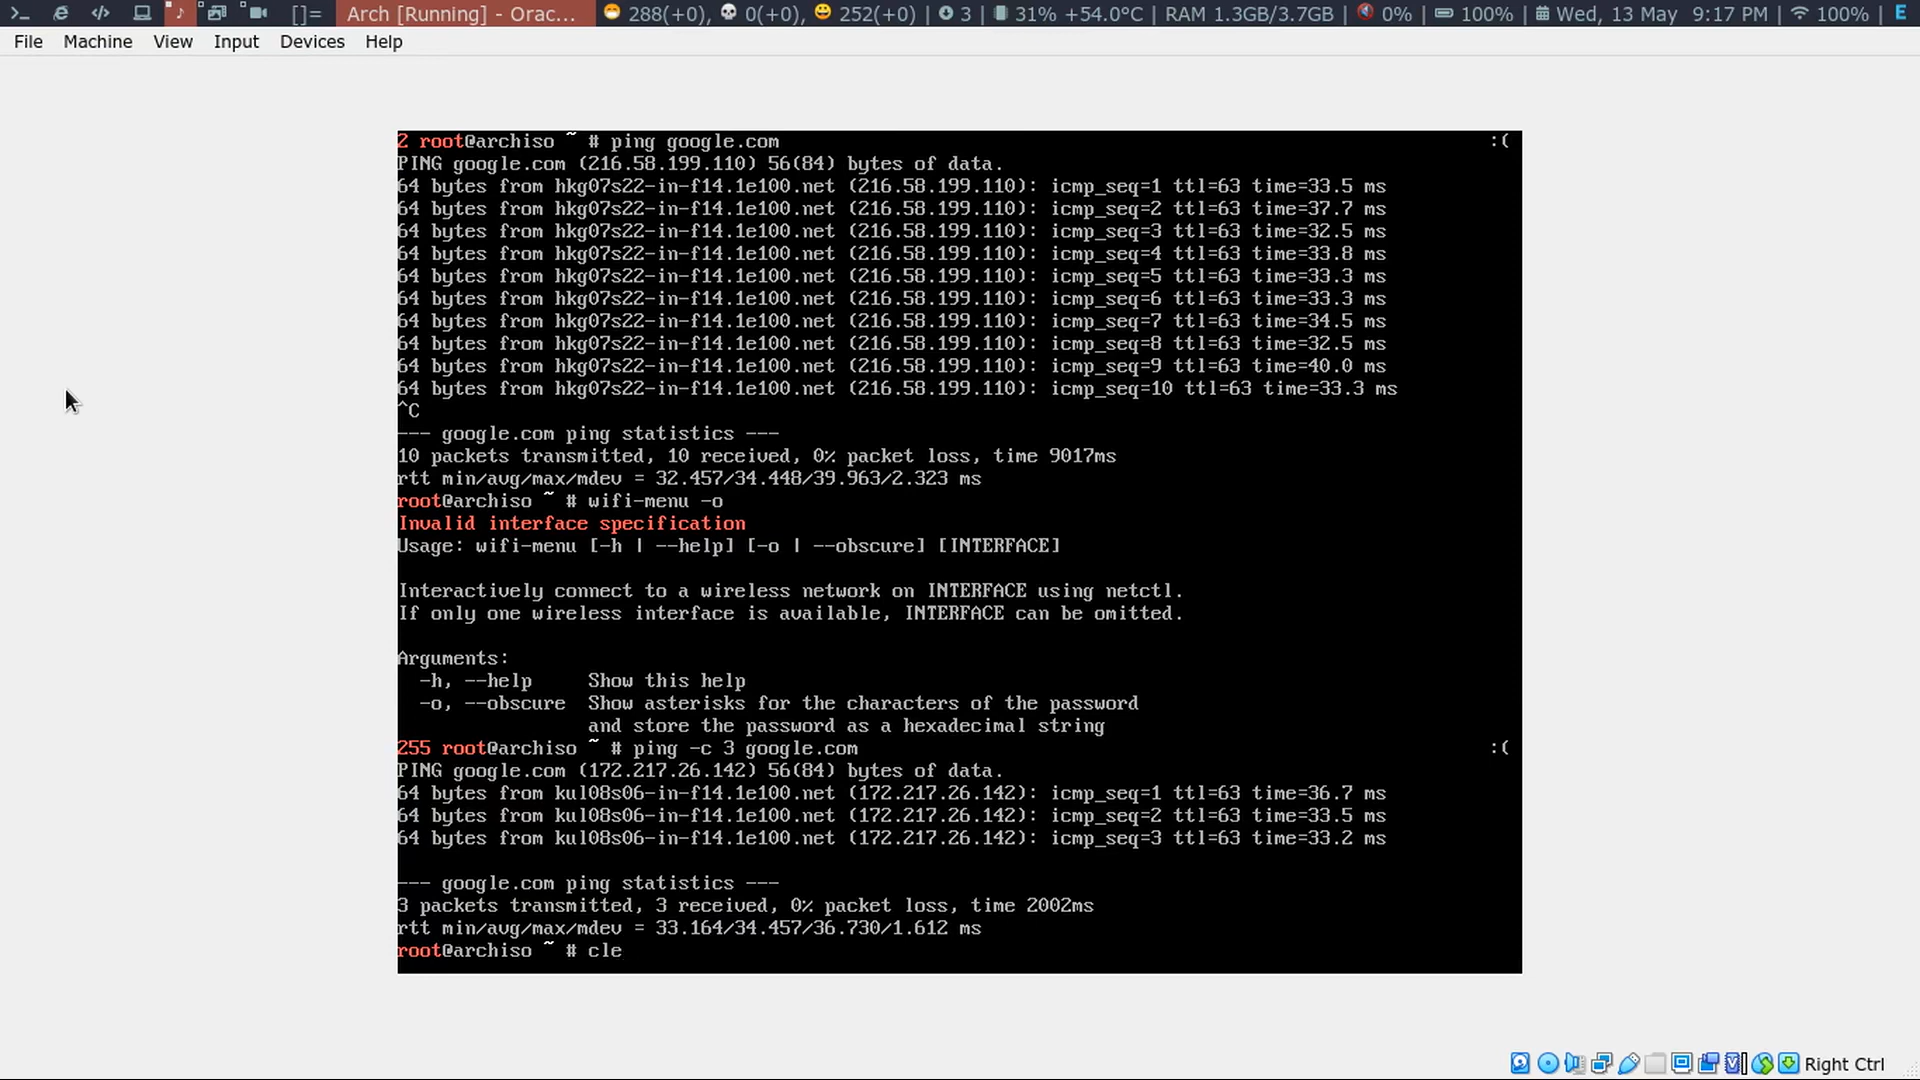 []= Arch [Running] - Orac... 288(+0), 0(+0), 252(+0) | 3 | 31% +54.0°C | RAM 1.3GB/3.7GB | 0% | 100% | Wed, 13 May 9:17 PM | 100% | E
File Machine View Input Devices Help
2 root@archiso ~ # ping google.com :(
PING google.com (216.58.199.110) 56(84) bytes of data.
64 bytes from hkg07s22-in-f14.1e100.net (216.58.199.110): icmp_seq=1 ttl=63 time=33.5 ms
64 bytes from hkg07s22-in-f14.1e100.net (216.58.199.110): icmp_seq=2 ttl=63 time=37.7 ms
64 bytes from hkg07s22-in-f14.1e100.net (216.58.199.110): icmp_seq=3 ttl=63 time=32.5 ms
64 bytes from hkg07s22-in-f14.1e100.net (216.58.199.110): icmp_seq=4 ttl=63 time=33.8 ms
64 bytes from hkg07s22-in-f14.1e100.net (216.58.199.110): icmp_seq=5 ttl=63 time=33.3 ms
64 bytes from hkg07s22-in-f14.1e100.net (216.58.199.110): icmp_seq=6 ttl=63 time=33.3 ms
64 bytes from hkg07s22-in-f14.1e100.net (216.58.199.110): icmp_seq=7 ttl=63 time=34.5 ms
64 bytes from hkg07s22-in-f14.1e100.net (216.58.199.110): icmp_seq=8 ttl=63 time=32.5 ms
64 bytes from hkg07s22-in-f14.1e100.net (216.58.199.110): icmp_seq=9 ttl=63 time=40.0 ms
64 bytes from hkg07s22-in-f14.1e100.net (216.58.199.110): icmp_seq=10 ttl=63 time=33.3 ms
^C
--- google.com ping statistics ---
10 packets transmitted, 10 received, 0% packet loss, time 9017ms
rtt min/avg/max/mdev = 32.457/34.448/39.963/2.323 ms
root@archiso ~ # wifi-menu -o
Invalid interface specification
Usage: wifi-menu [-h | --help] [-o | --obscure] [INTERFACE]
Interactively connect to a wireless network on INTERFACE using netctl.
If only one wireless interface is available, INTERFACE can be omitted.
Arguments:
-h, --help Show this help
-o, --obscure Show asterisks for the characters of the password
and store the password as a hexadecimal string
255 root@archiso ~ # ping -c 3 google.com :(
PING google.com (172.217.26.142) 56(84) bytes of data.
64 bytes from kul08s06-in-f14.1e100.net (172.217.26.142): icmp_seq=1 ttl=63 time=36.7 ms
64 bytes from kul08s06-in-f14.1e100.net (172.217.26.142): icmp_seq=2 ttl=63 time=33.5 ms
64 bytes from kul08s06-in-f14.1e100.net (172.217.26.142): icmp_seq=3 ttl=63 time=33.2 ms
--- google.com ping statistics ---
3 packets transmitted, 3 received, 0% packet loss, time 2002ms
rtt min/avg/max/mdev = 33.164/34.457/36.730/1.612 ms
root@archiso ~ # cle
Right Ctrl